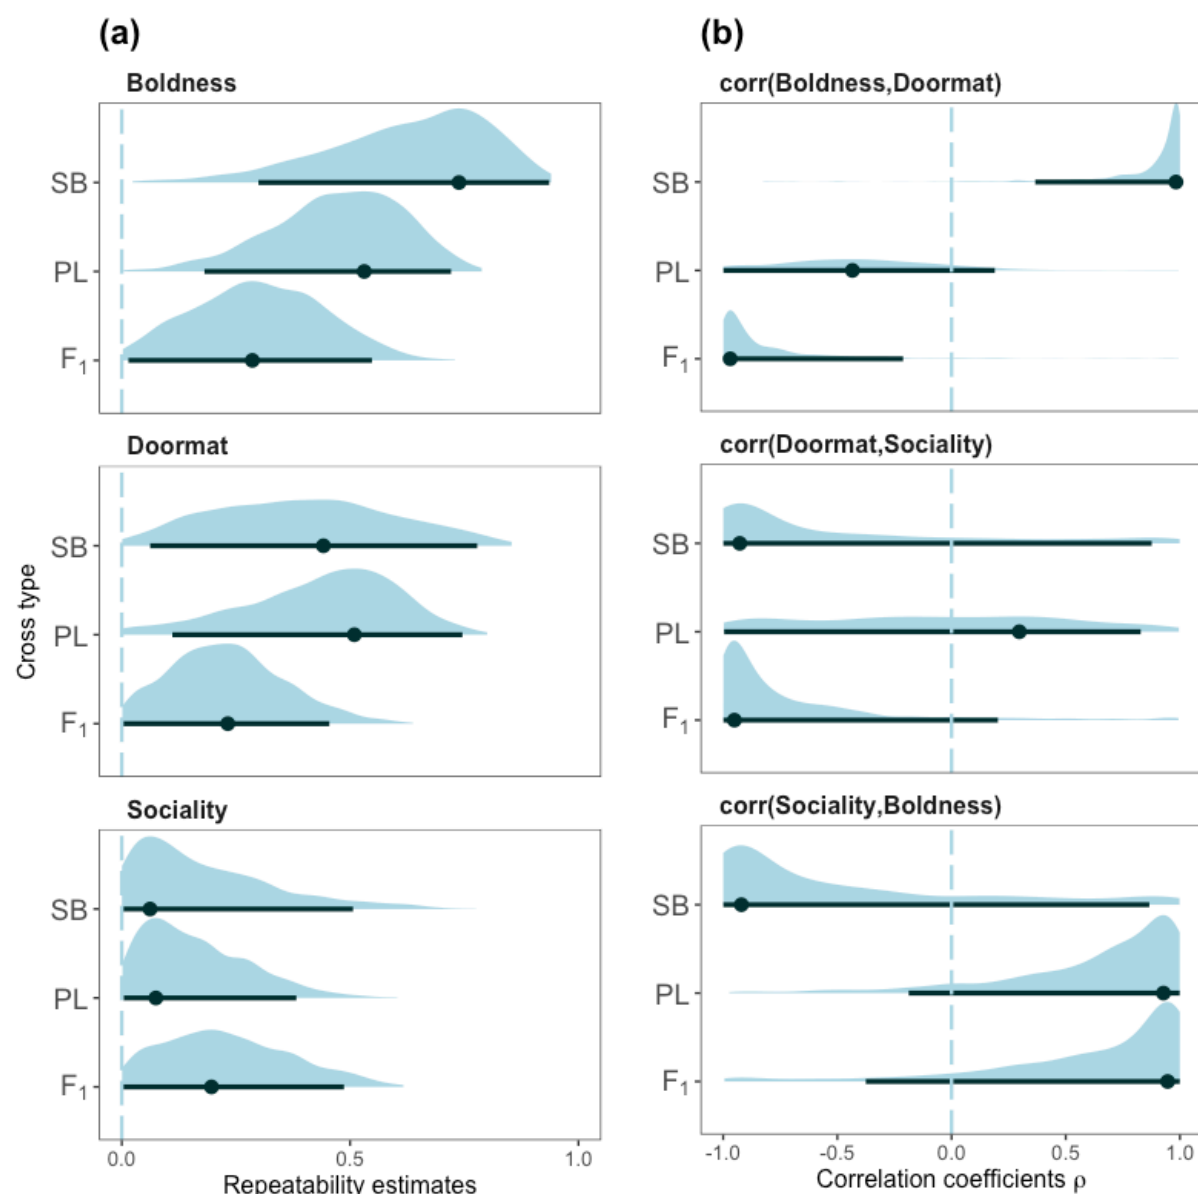 (a)
Boldness
SB
PL
F1
Doormat
SB
PL
F1
Sociality
SB
PL
F1
0.0 0.5 1.0
Repeatability estimates
Cross type
(b)
corr(Boldness,Doormat)
SB
PL
F1
corr(Doormat,Sociality)
SB
PL
F1
corr(Sociality,Boldness)
SB
PL
F1
-1.0 -0.5 0.0 0.5 1.0
Correlation coefficients ρ